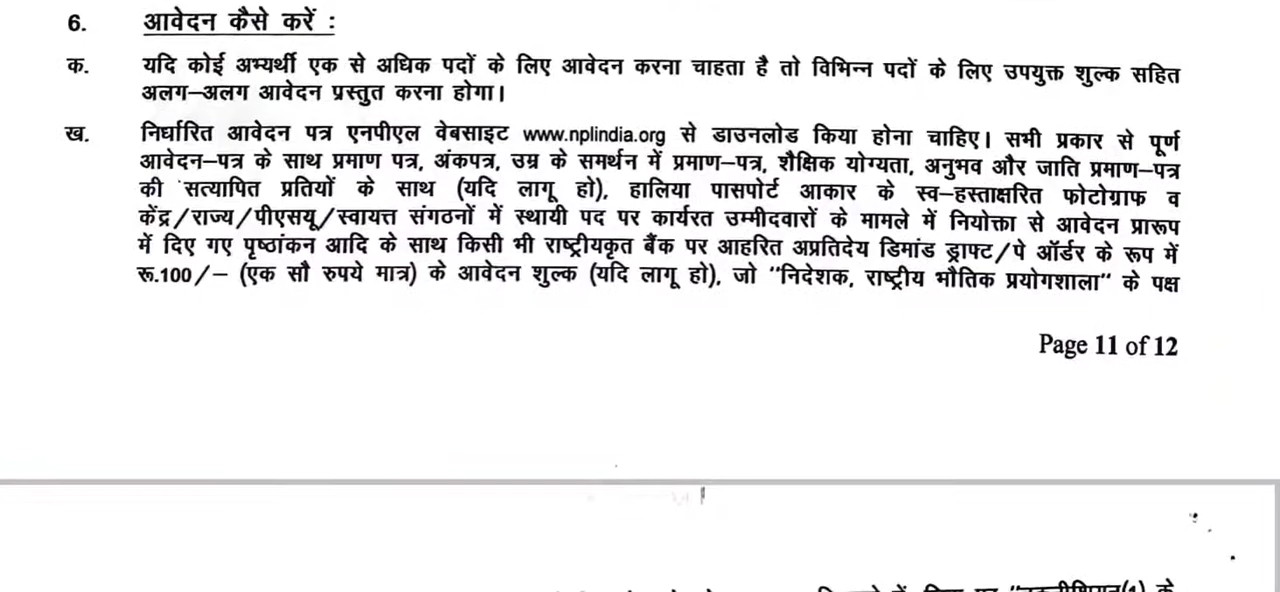 6. आवेदन कैसे करें :
क. यदि कोई अभ्यर्थी एक से अधिक पदों के लिए आवेदन करना चाहता है तो विभिन्न पदों के लिए उपयुक्त शुल्क सहित
अलग–अलग आवेदन प्रस्तुत करना होगा।
ख. निर्धारित आवेदन पत्र एनपीएल वेबसाइट www.nplindia.org से डाउनलोड किया होना चाहिए। सभी प्रकार से पूर्ण
आवेदन–पत्र के साथ प्रमाण पत्र, अंकपत्र, उम्र के समर्थन में प्रमाण–पत्र, शैक्षिक योग्यता, अनुभव और जाति प्रमाण–पत्र
की सत्यापित प्रतियों के साथ (यदि लागू हो), हालिया पासपोर्ट आकार के स्व–हस्ताक्षरित फोटोग्राफ व
केंद्र/राज्य/पीएसयू/स्वायत्त संगठनों में स्थायी पद पर कार्यरत उम्मीदवारों के मामले में नियोक्ता से आवेदन प्रारूप
में दिए गए पृष्ठांकन आदि के साथ किसी भी राष्ट्रीयकृत बैंक पर आहरित अप्रतिदेय डिमांड ड्राफ्ट/पे ऑर्डर के रूप में
रू.100/– (एक सौ रुपये मात्र) के आवेदन शुल्क (यदि लागू हो), जो "निदेशक, राष्ट्रीय भौतिक प्रयोगशाला" के पक्ष
Page 11 of 12